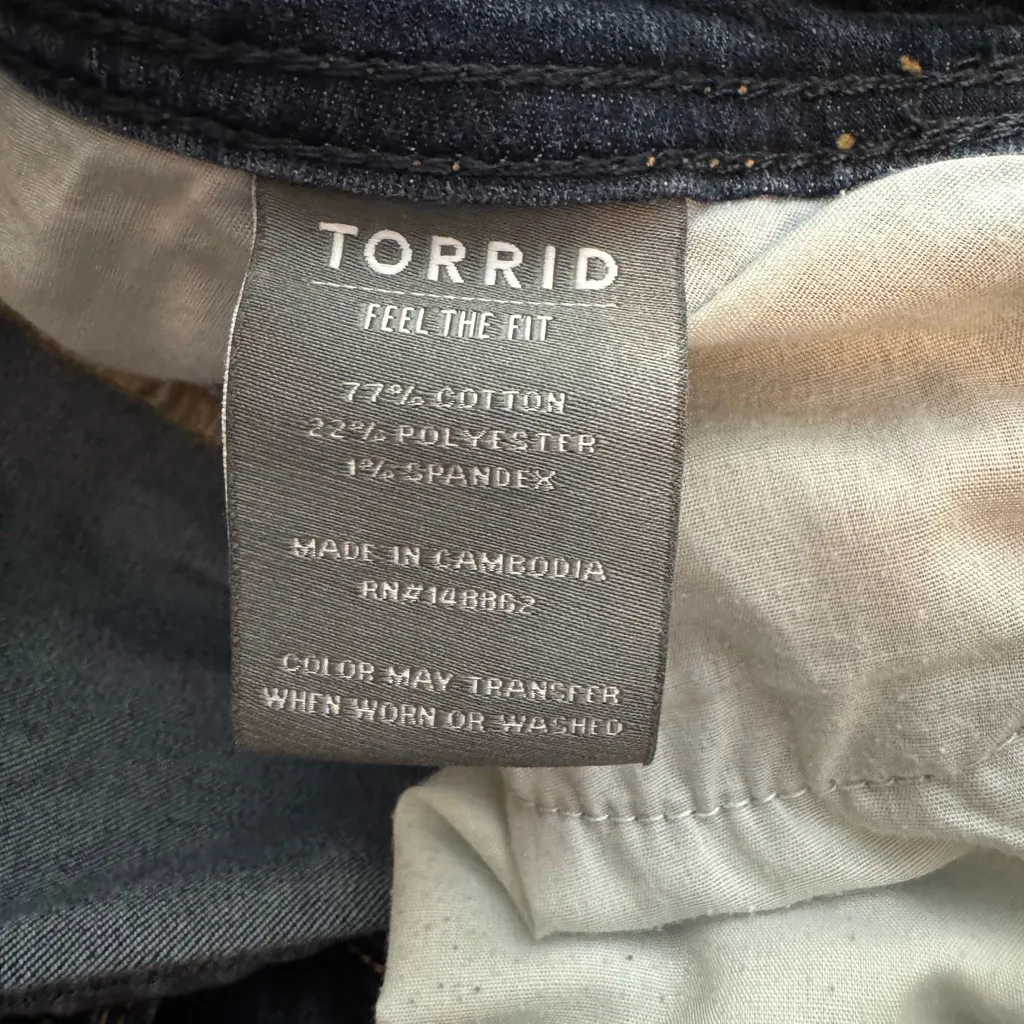 TORRID
FEEL THE FIT
77% COTTON
22% POLYESTER
1% SPANDEX
MADE IN CAMBODIA
RN#148862
COLOR MAY TRANSFER
WHEN WORN OR WASHED